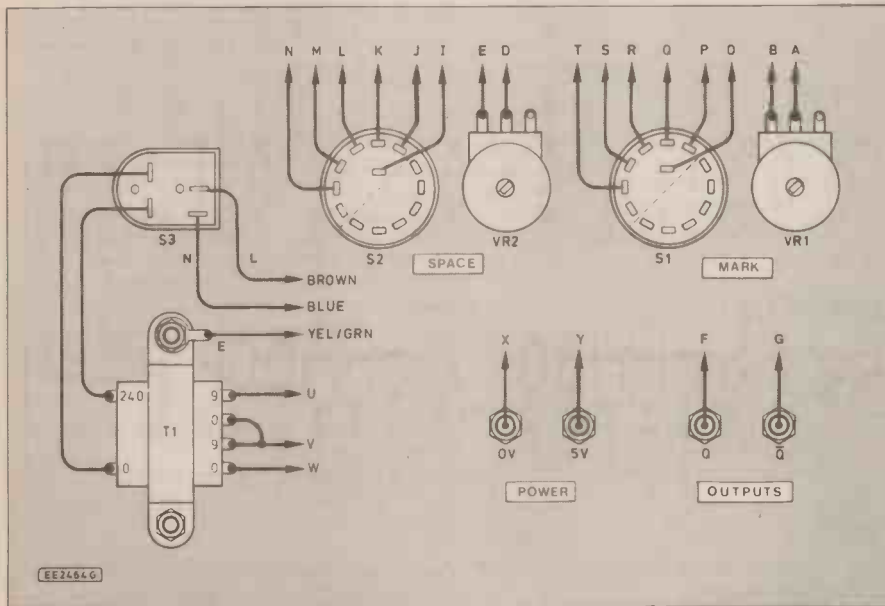 N M L K J I E D T S R Q P O B A
S3
S2
VR2
S1
VR1
SPACE
MARK
N L
BROWN
BLUE
YEL/GRN
E
X Y F G
240 9 U
T1
0
9 V
0 0 W
0V 5V Q Q̅
POWER
OUTPUTS
EE2464G